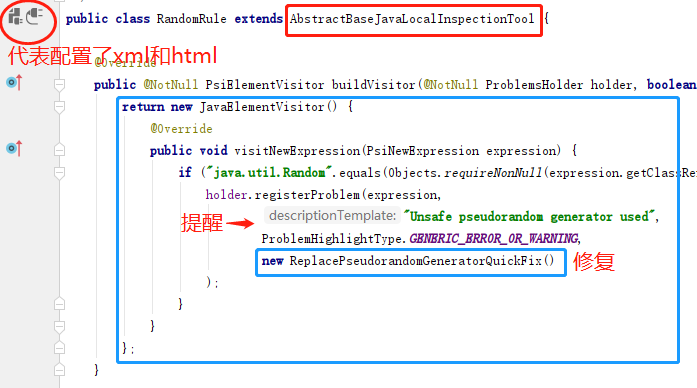 public class RandomRule extends AbstractBaseJavaLocalInspectionTool {
代表配置了xml和html
@Override
public @NotNull PsiElementVisitor buildVisitor(@NotNull ProblemsHolder holder, boolean
return new JavaElementVisitor() {
@Override
public void visitNewExpression(PsiNewExpression expression) {
if ("java.util.Random".equals(Objects.requireNonNull(expression.getClassRe
holder.registerProblem(expression,
提醒 descriptionTemplate: "Unsafe pseudorandom generator used",
ProblemHighlightType.GENERIC_ERROR_OR_WARNING,
new ReplacePseudorandomGeneratorQuickFix() 修复
);
}
}
};
}